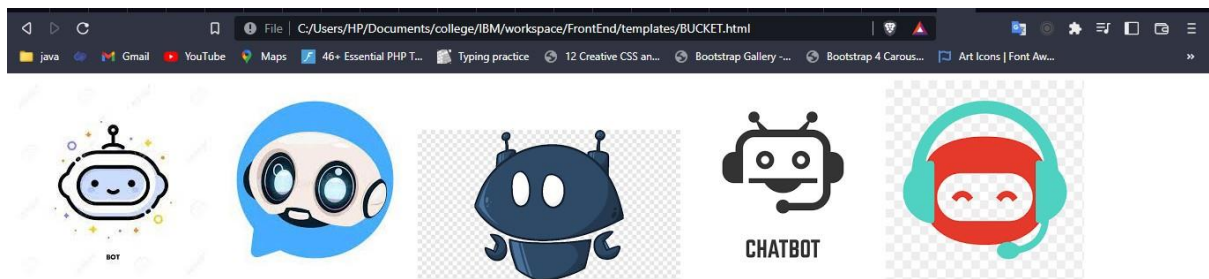 File | C:/Users/HP/Documents/college/IBM/workspace/FrontEnd/templates/BUCKET.html
java Gmail YouTube Maps 46+ Essential PHP T... Typing practice 12 Creative CSS an... Bootstrap Gallery -... Bootstrap 4 Carous... Art Icons | Font Aw... »
BOT
CHATBOT